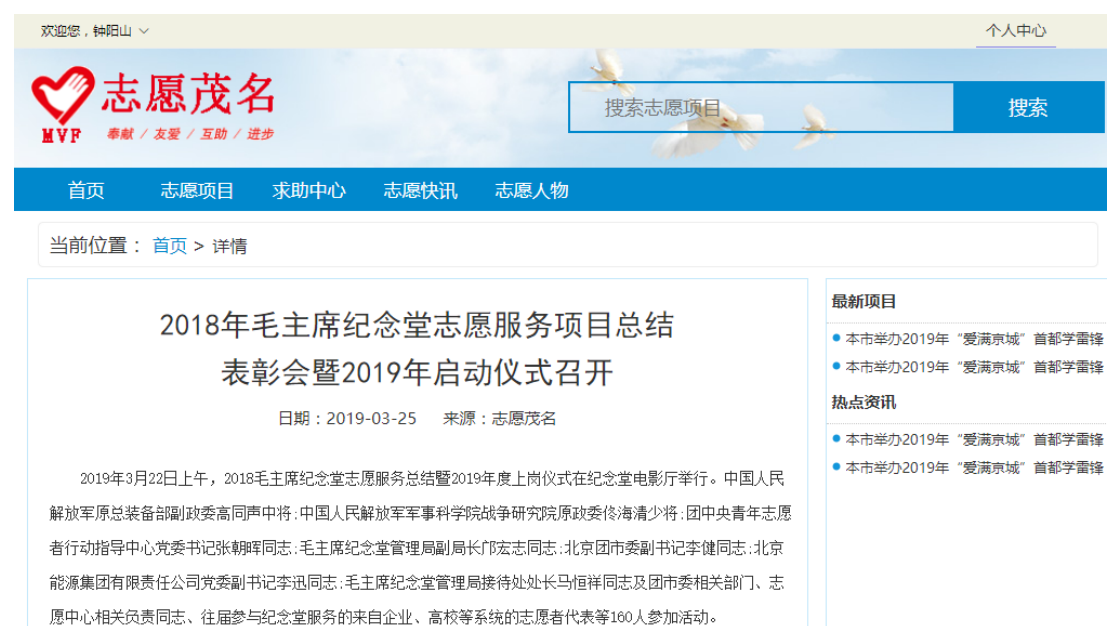 欢迎您，钟阳山
个人中心
志愿茂名
MVF 奉献 / 友爱 / 互助 / 进步
搜索志愿项目
搜索
首页 志愿项目 求助中心 志愿快讯 志愿人物
当前位置： 首页 > 详情
2018年毛主席纪念堂志愿服务项目总结
表彰会暨2019年启动仪式召开
日期：2019-03-25 来源：志愿茂名
2019年3月22日上午，2018毛主席纪念堂志愿服务总结暨2019年度上岗仪式在纪念堂电影厅举行。中国人民
解放军原总装备部副政委高同声中将;中国人民解放军军事科学院战争研究院原政委佟海清少将;团中央青年志愿
者行动指导中心党委书记张朝晖同志;毛主席纪念堂管理局副局长邝宏志同志;北京团市委副书记李健同志;北京
能源集团有限责任公司党委副书记李迅同志;毛主席纪念堂管理局接待处处长马恒祥同志及团市委相关部门、志
愿中心相关负责同志、往届参与纪念堂服务的来自企业、高校等系统的志愿者代表等160人参加活动。
最新项目
本市举办2019年“爱满京城”首都学雷锋
本市举办2019年“爱满京城”首都学雷锋
热点资讯
本市举办2019年“爱满京城”首都学雷锋
本市举办2019年“爱满京城”首都学雷锋